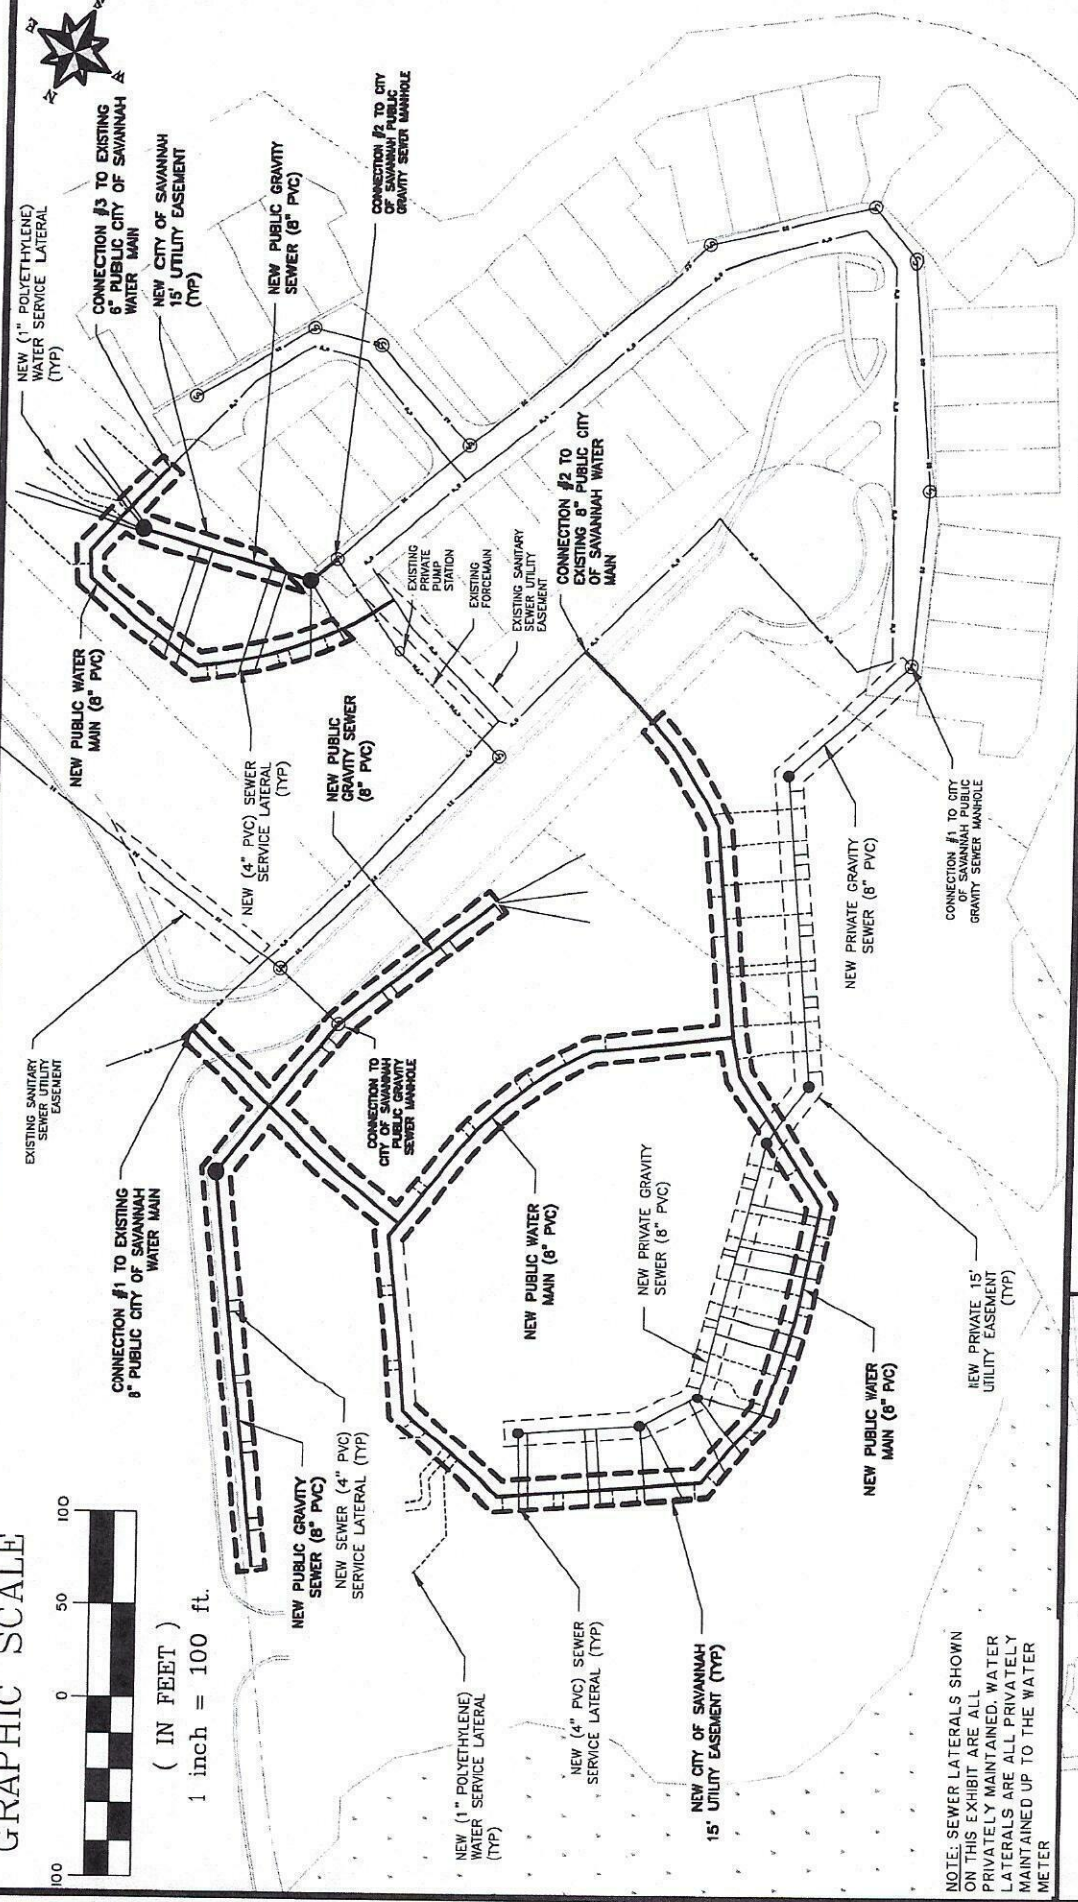 GRAPHIC SCALE
100
0
50
100
( IN FEET )
1 inch = 100 ft.
EXISTING SANITARY
SEWER UTILITY
EASEMENT
CONNECTION #1 TO EXISTING
8" PUBLIC CITY OF SAVANNAH
WATER MAIN
NEW PUBLIC GRAVITY
SEWER (8" PVC)
NEW SEWER (4" PVC)
SERVICE LATERAL (TYP)
NEW (1" POLYETHYLENE)
WATER SERVICE LATERAL
(TYP)
NEW (4" PVC) SEWER
SERVICE LATERAL (TYP)
NEW CITY OF SAVANNAH
15' UTILITY EASEMENT (TYP)
NOTE: SEWER LATERALS SHOWN
ON THIS EXHIBIT ARE ALL
PRIVATELY MAINTAINED. WATER
LATERALS ARE ALL PRIVATELY
MAINTAINED UP TO THE WATER
METER
CONNECTION TO
CITY OF SAVANNAH
PUBLIC GRAVITY
SEWER MANHOLE
NEW PUBLIC WATER
MAIN (8" PVC)
NEW PRIVATE GRAVITY
SEWER (8" PVC)
NEW PUBLIC WATER
MAIN (8" PVC)
NEW PRIVATE 15'
UTILITY EASEMENT
(TYP)
NEW PUBLIC WATER
MAIN (8" PVC)
NEW (4" PVC) SEWER
SERVICE LATERAL
(TYP)
NEW PUBLIC
GRAVITY SEWER
(8" PVC)
NEW (1" POLYETHYLENE)
WATER SERVICE LATERAL
(TYP)
CONNECTION #3 TO EXISTING
6" PUBLIC CITY OF SAVANNAH
WATER MAIN
NEW CITY OF SAVANNAH
15' UTILITY EASEMENT
(TYP)
NEW PUBLIC GRAVITY
SEWER (8" PVC)
CONNECTION #2 TO CITY
OF SAVANNAH PUBLIC
GRAVITY SEWER MANHOLE
EXISTING
PRIVATE
PUMP
STATION
EXISTING
FORCEMAIN
EXISTING SANITARY
SEWER UTILITY
EASEMENT
CONNECTION #2 TO
EXISTING 8" PUBLIC CITY
OF SAVANNAH WATER
MAIN
NEW PRIVATE GRAVITY
SEWER (8" PVC)
CONNECTION #1 TO CITY
OF SAVANNAH PUBLIC
GRAVITY SEWER MANHOLE
N
E
S
W